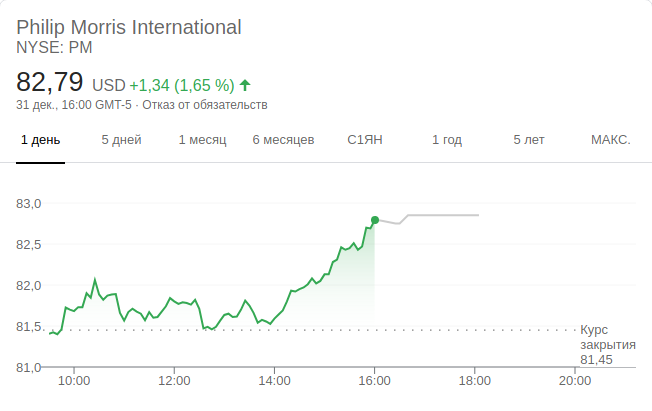 Philip Morris International
NYSE: PM
82,79 USD +1,34 (1,65 %)
31 дек., 16:00 GMT-5 · Отказ от обязательств
1 день 5 дней 1 месяц 6 месяцев С1ЯН 1 год 5 лет МАКС.
83,0
82,5
82,0
81,5
Курс
закрытия
81,45
81,0
10:00 12:00 14:00 16:00 18:00 20:00